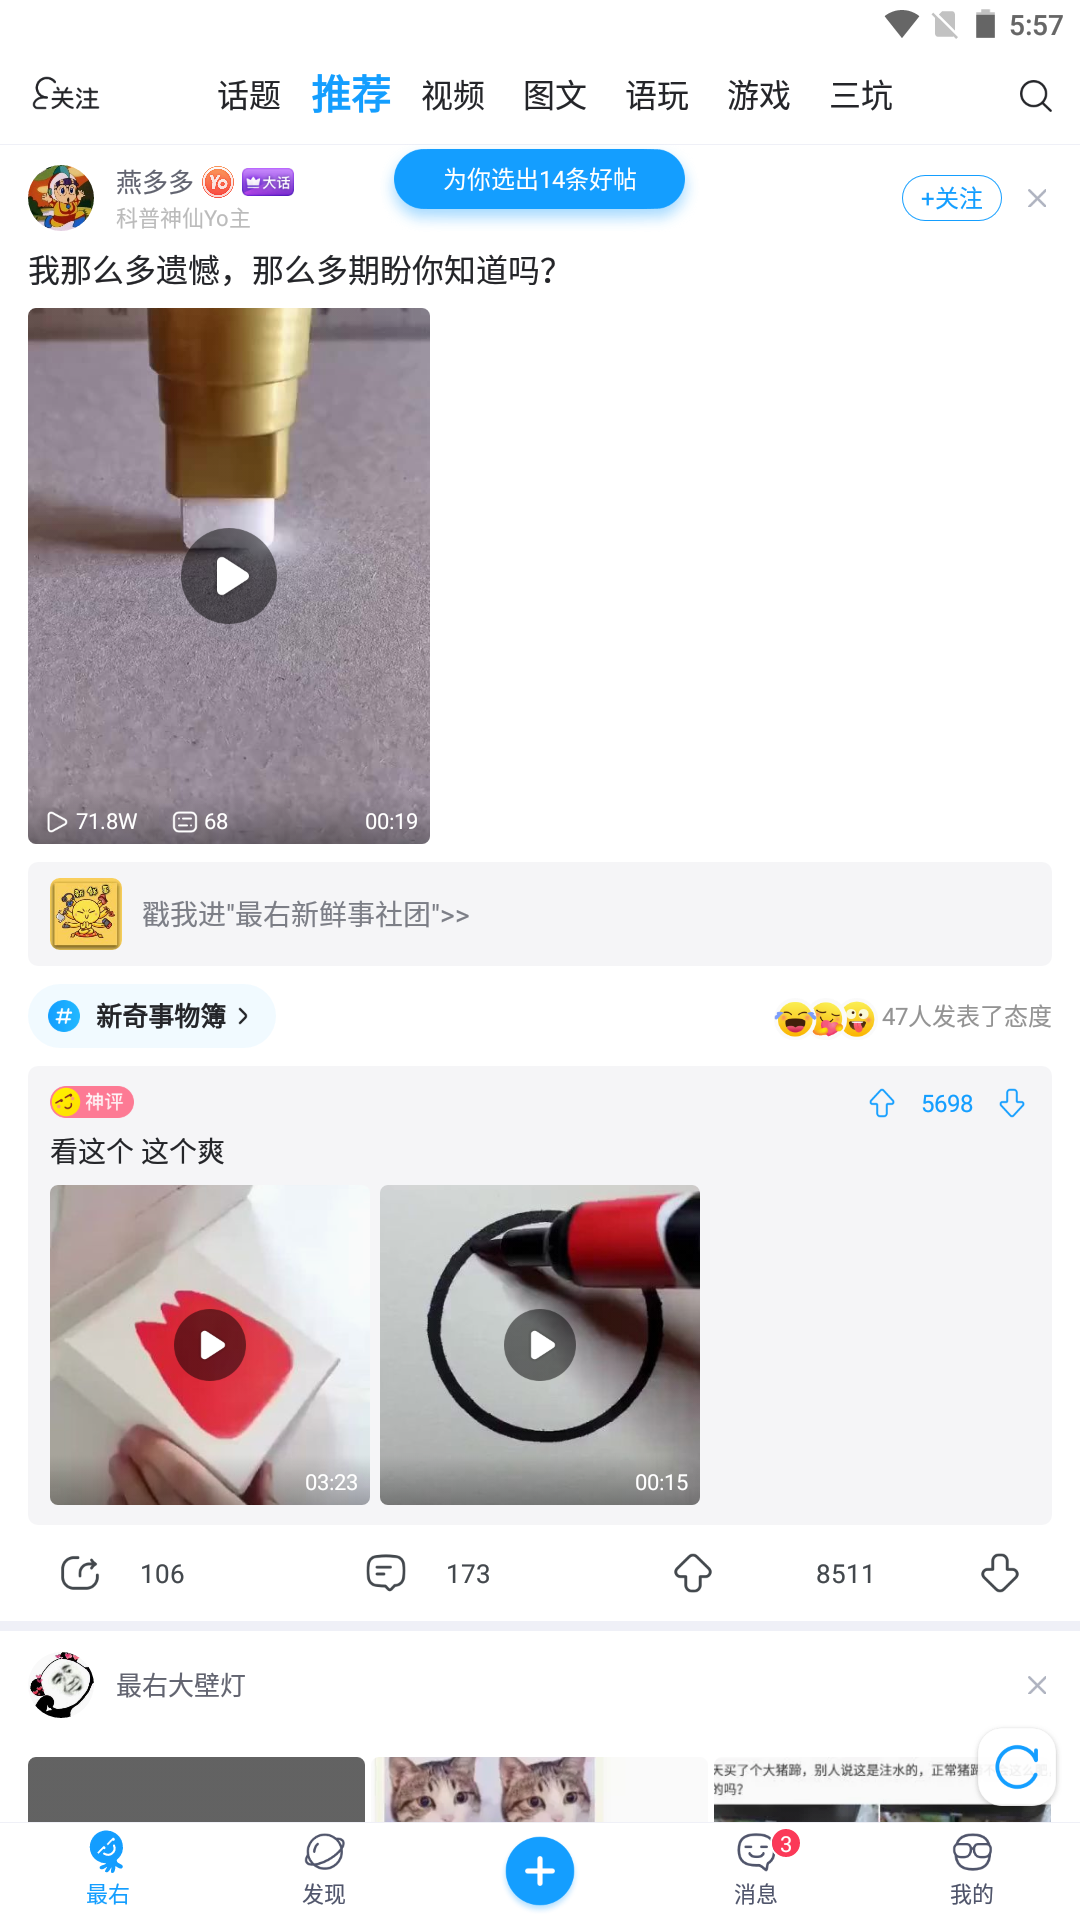 5:57
关注
话题 推荐 视频 图文 语玩 游戏 三坑
为你选出14条好帖
燕多多 Yo 大话
科普神仙Yo主
+关注
我那么多遗憾，那么多期盼你知道吗？
71.8W 68 00:19
戳我进"最右新鲜事社团">>
# 新奇事物簿
47人发表了态度
神评
5698
看这个 这个爽
03:23
00:15
106 173 8511
最右大壁灯
天买了个大猪蹄，别人说这是注水的，正常猪蹄不会这么肥
的吗?
最右 发现 消息 3 我的